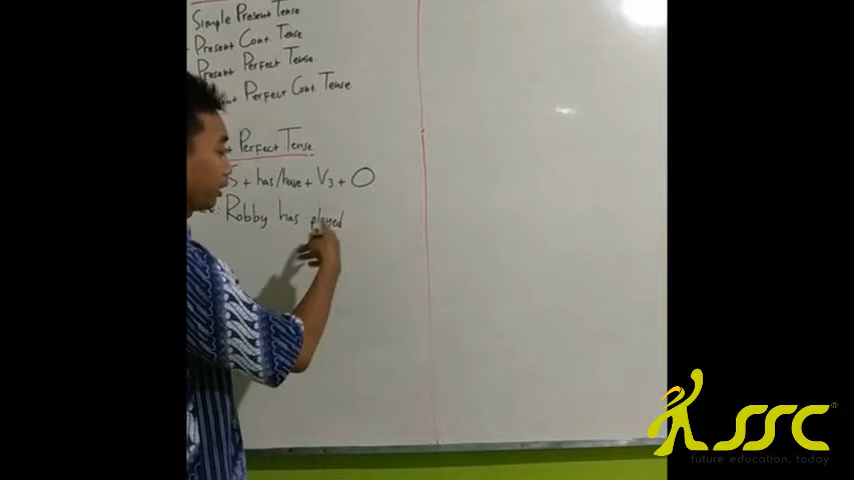 Simple Present Tense
Present Cont. Tense
Present Perfect Tense.
Perfect Cont. Tense
Perfect Tense
S + has/have + V3 + O
Robby has played
SSC®
future education, today